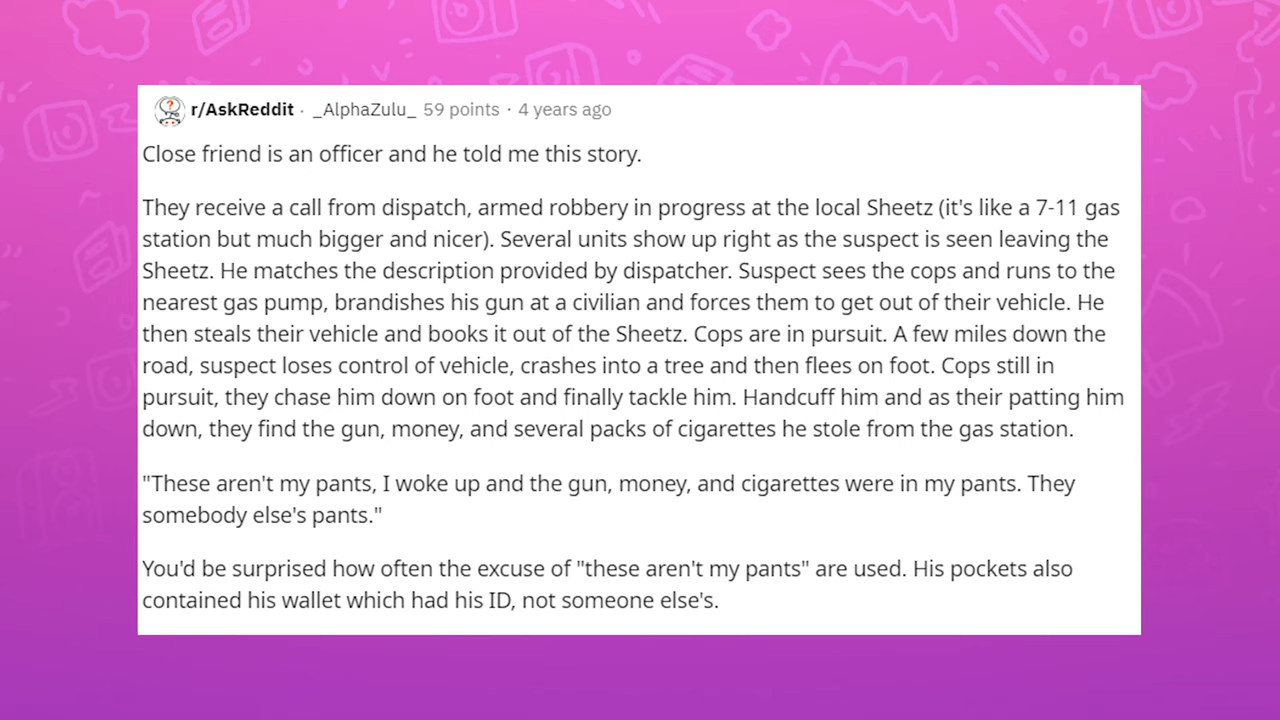 r/AskReddit · _AlphaZulu_ 59 points · 4 years ago
Close friend is an officer and he told me this story.
They receive a call from dispatch, armed robbery in progress at the local Sheetz (it's like a 7-11 gas
station but much bigger and nicer). Several units show up right as the suspect is seen leaving the
Sheetz. He matches the description provided by dispatcher. Suspect sees the cops and runs to the
nearest gas pump, brandishes his gun at a civilian and forces them to get out of their vehicle. He
then steals their vehicle and books it out of the Sheetz. Cops are in pursuit. A few miles down the
road, suspect loses control of vehicle, crashes into a tree and then flees on foot. Cops still in
pursuit, they chase him down on foot and finally tackle him. Handcuff him and as their patting him
down, they find the gun, money, and several packs of cigarettes he stole from the gas station.
"These aren't my pants, I woke up and the gun, money, and cigarettes were in my pants. They
somebody else's pants."
You'd be surprised how often the excuse of "these aren't my pants" are used. His pockets also
contained his wallet which had his ID, not someone else's.